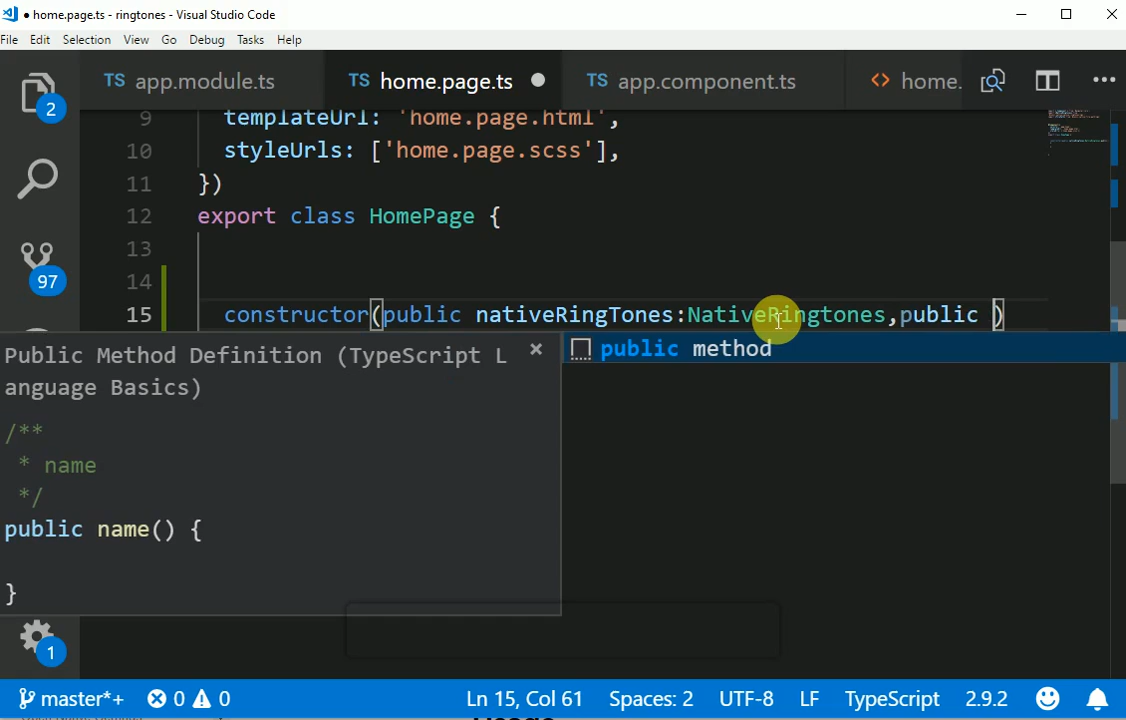 ● home.page.ts - ringtones - Visual Studio Code
File Edit Selection View Go Debug Tasks Help
2
TS app.module.ts TS home.page.ts ● TS app.component.ts <> home. •••
9 templateUrl: 'home.page.html',
10 styleUrls: ['home.page.scss'],
11 })
12 export class HomePage {
13
97 14
15 constructor(public nativeRingTones:NativeRingtones,public )
Public Method Definition (TypeScript L ×
anguage Basics)
public method
/**
* name
*/
public name() {
}
1
master*+ 0 0 Ln 15, Col 61 Spaces: 2 UTF-8 LF TypeScript 2.9.2